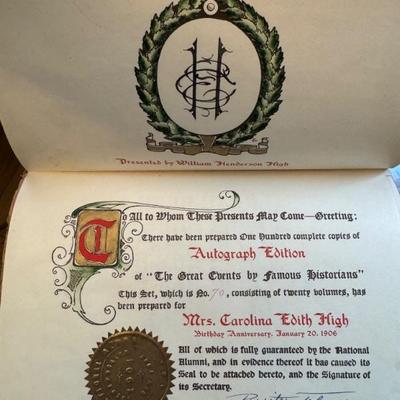 Presented by William Henderson High
To All to Whom These Presents May Come—Greeting:
There have been prepared One Hundred complete copies of
Autograph Edition
of "The Great Events by Famous Historians"
This Set, which is No. 70, consisting of twenty volumes, has
been prepared for
Mrs. Carolina Edith High
Birthday Anniversary, January 20, 1906
All of which is fully guaranteed by the National
Alumni, and in evidence thereof it has caused its
Seal to be attached hereto, and the Signature of
its Secretary.